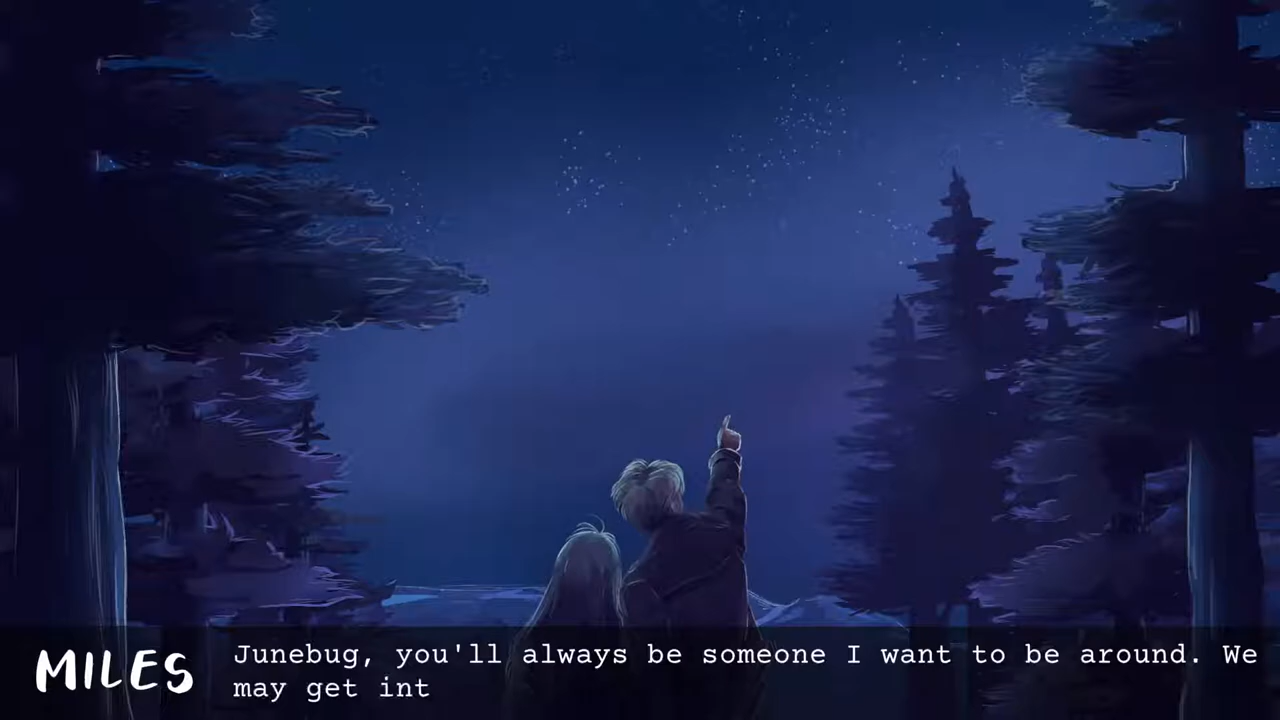 MILES
Junebug, you'll always be someone I want to be around. We
may get int